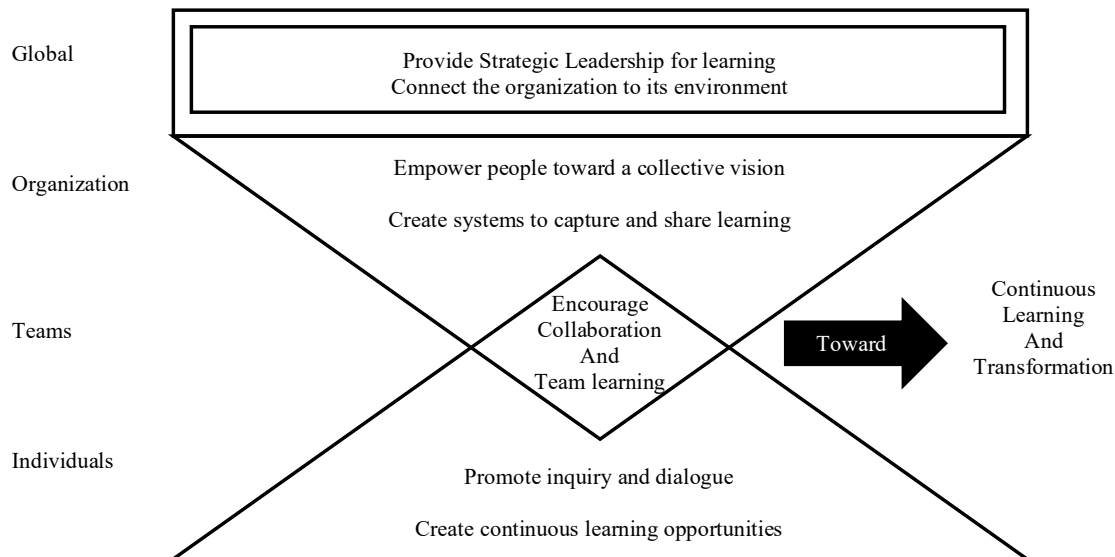 Global
Provide Strategic Leadership for learning
Connect the organization to its environment
Organization
Empower people toward a collective vision
Create systems to capture and share learning
Teams
Encourage
Collaboration
And
Team learning
Toward
Continuous
Learning
And
Transformation
Individuals
Promote inquiry and dialogue
Create continuous learning opportunities